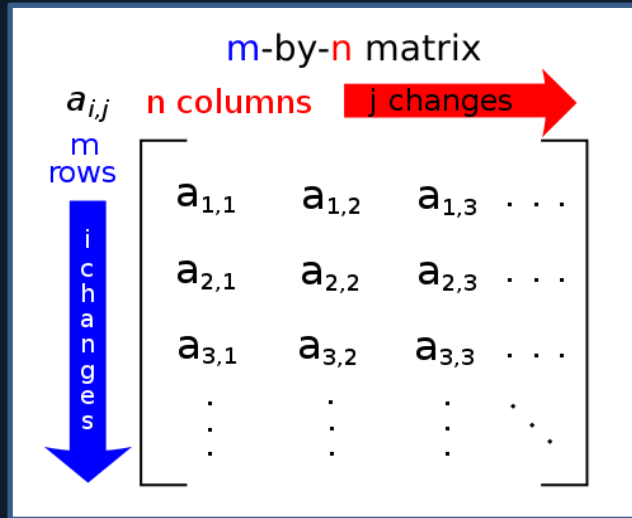 m-by-n matrix
a_{i,j} n columns j changes
m
rows
i changes
a_{1,1} a_{1,2} a_{1,3} . . .
a_{2,1} a_{2,2} a_{2,3} . . .
a_{3,1} a_{3,2} a_{3,3} . . .
. . . .
. . . .
. . . .